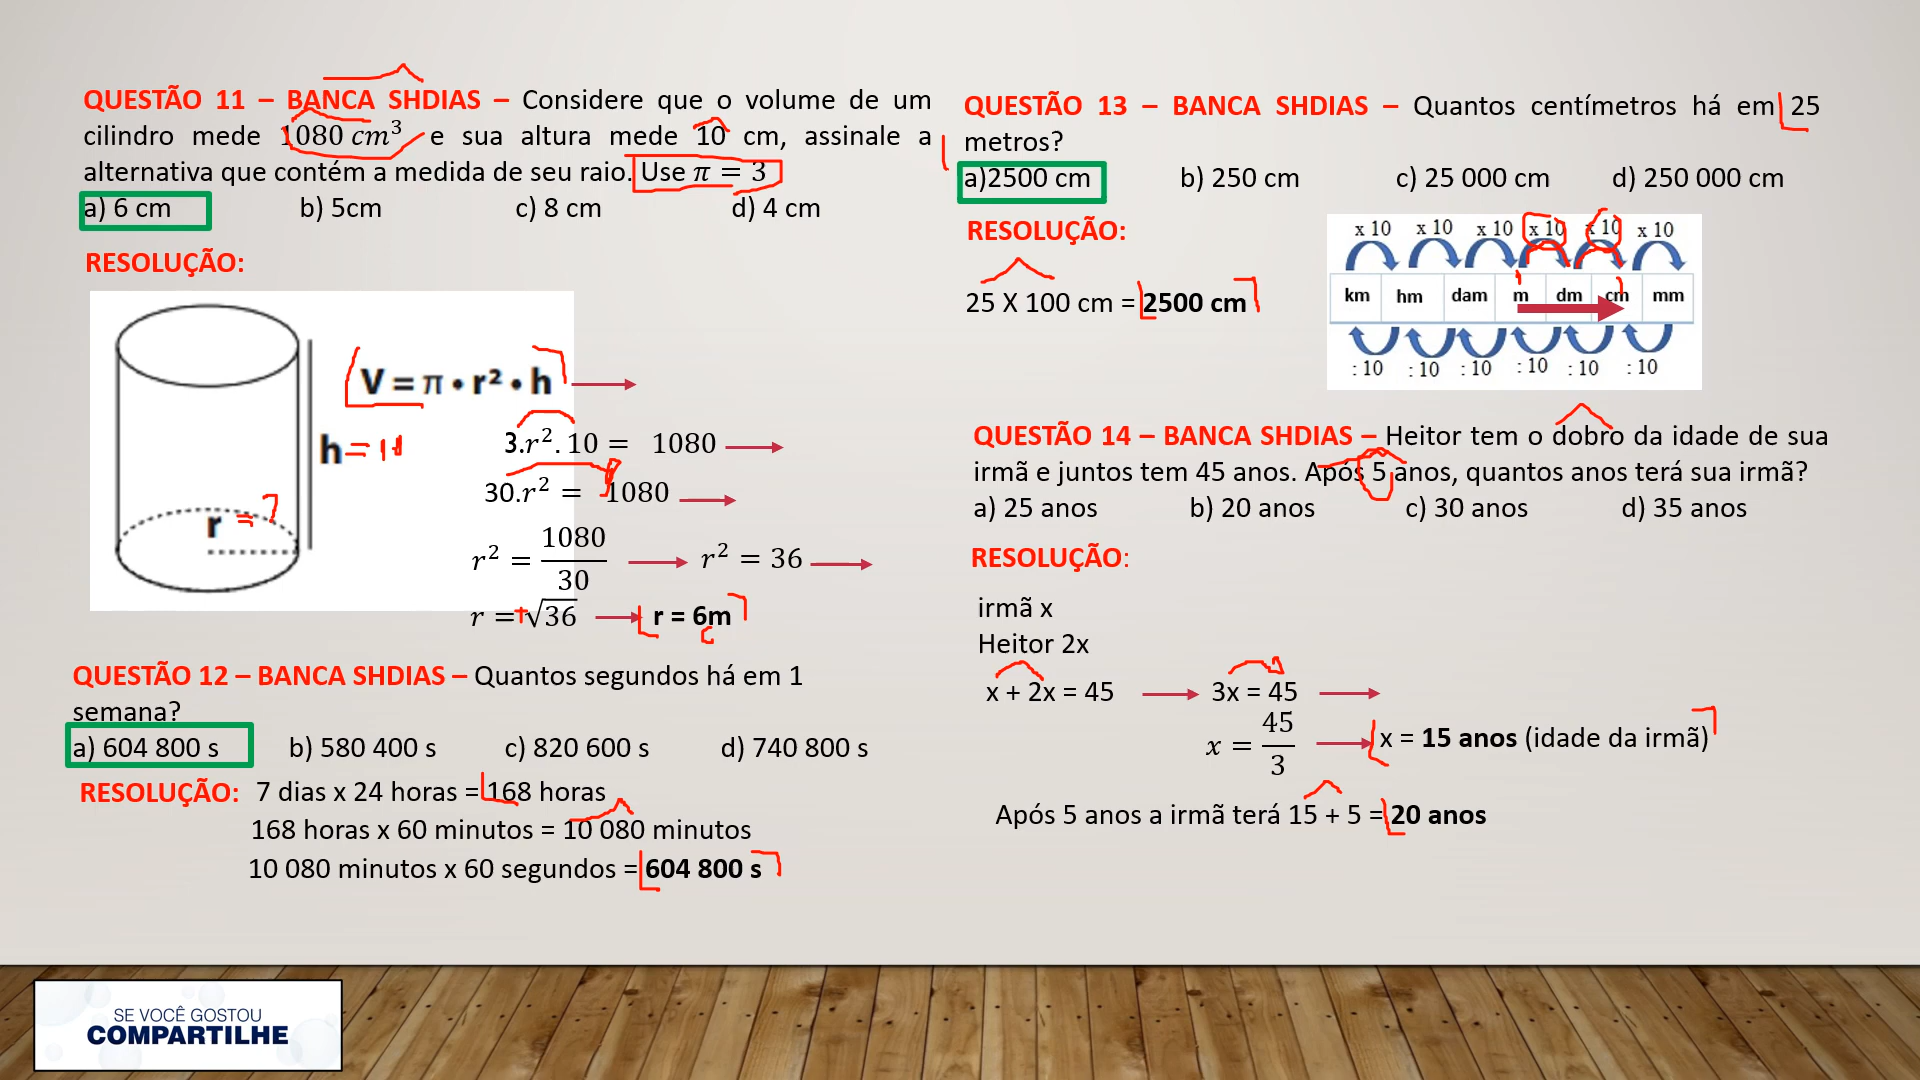 QUESTÃO 11 – BANCA SHDIAS – Considere que o volume de um
cilindro mede 1080 cm³ e sua altura mede 10 cm, assinale a
alternativa que contém a medida de seu raio. Use π = 3
a) 6 cm b) 5cm c) 8 cm d) 4 cm
RESOLUÇÃO:
V = π • r² • h
h =
r = ?
3.r². 10 = 1080
30.r² = 1080
r² = 1080/30
r² = 36
r = +√36
r = 6m
c
QUESTÃO 12 – BANCA SHDIAS – Quantos segundos há em 1
semana?
a) 604 800 s b) 580 400 s c) 820 600 s d) 740 800 s
RESOLUÇÃO: 7 dias x 24 horas = 168 horas
168 horas x 60 minutos = 10 080 minutos
10 080 minutos x 60 segundos = 604 800 s
QUESTÃO 13 – BANCA SHDIAS – Quantos centímetros há em 25
metros?
a)2500 cm b) 250 cm c) 25 000 cm d) 250 000 cm
RESOLUÇÃO:
25 X 100 cm = 2500 cm
x 10 x 10 x 10 x 10 x 10 x 10
km hm dam m dm cm mm
: 10 : 10 : 10 : 10 : 10 : 10
QUESTÃO 14 – BANCA SHDIAS – Heitor tem o dobro da idade de sua
irmã e juntos tem 45 anos. Após 5 anos, quantos anos terá sua irmã?
a) 25 anos b) 20 anos c) 30 anos d) 35 anos
RESOLUÇÃO:
irmã x
Heitor 2x
x + 2x = 45
3x = 45
x = 45/3
x = 15 anos (idade da irmã)
Após 5 anos a irmã terá 15 + 5 = 20 anos
SE VOCÊ GOSTOU
COMPARTILHE